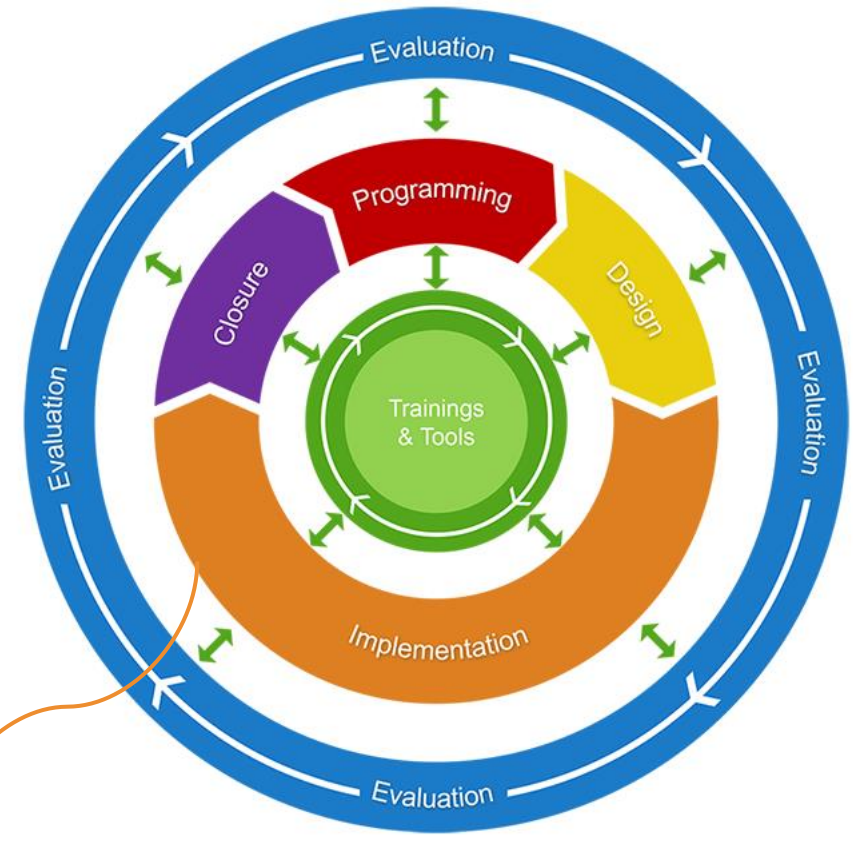 Evaluation
Programming
Closure
Design
Trainings
& Tools
Evaluation
Evaluation
Implementation
Evaluation